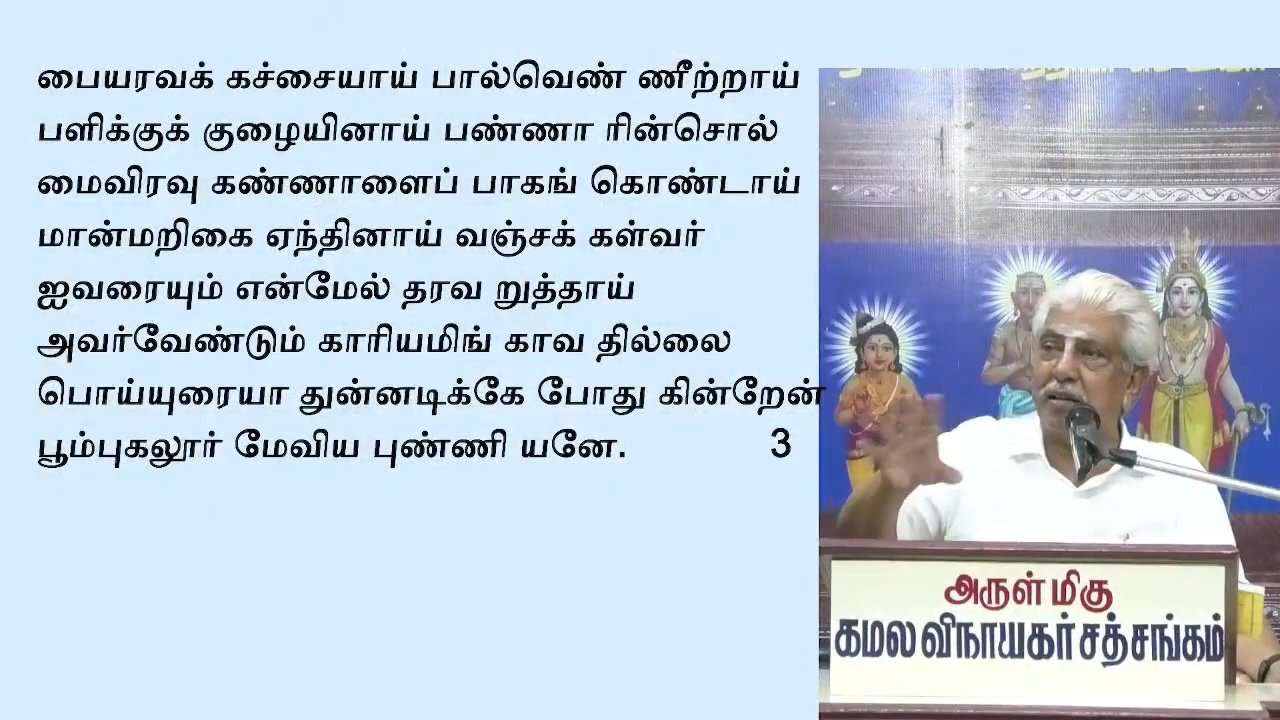 பையரவக் கச்சையாய் பால்வெண் ணீற்றாய்
பளிக்குக் குழையினாய் பண்ணா ரின்சொல்
மைவிரவு கண்ணாளைப் பாகங் கொண்டாய்
மான்மறிகை ஏந்தினாய் வஞ்சக் கள்வர்
ஐவரையும் என்மேல் தரவ றுத்தாய்
அவர்வேண்டும் காரியமிங் காவ தில்லை
பொய்யுரையா துன்னடிக்கே போது கின்றேன்
பூம்புகலூர் மேவிய புண்ணி யனே. 3
அருள்மிகு
கமல விநாயகர் சத்சங்கம்